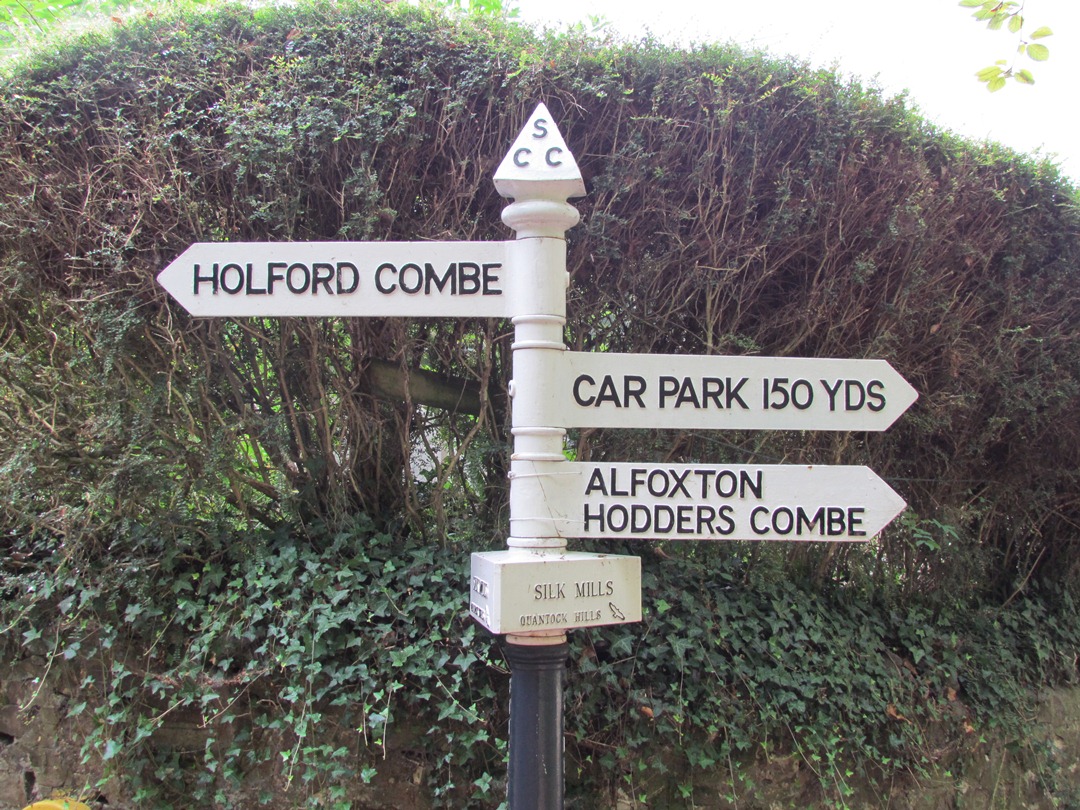 S
C C
HOLFORD COMBE
CAR PARK 150 YDS
ALFOXTON
HODDERS COMBE
SILK MILLS
QUANTOCK HILLS